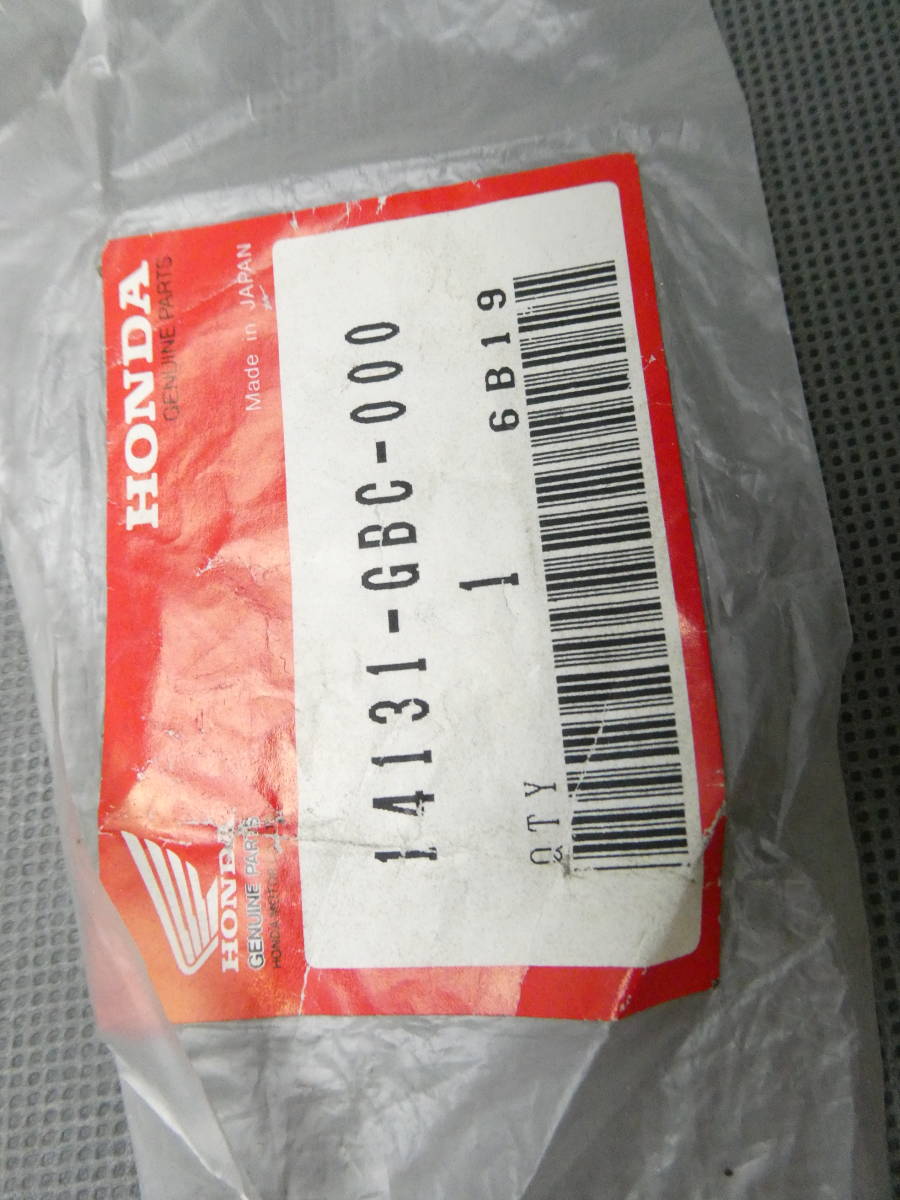 HONDA
GENUINE PARTS
Made in JAPAN
HONDA
GENUINE PARTS
14131-GBC-000
1
6B19
QTY